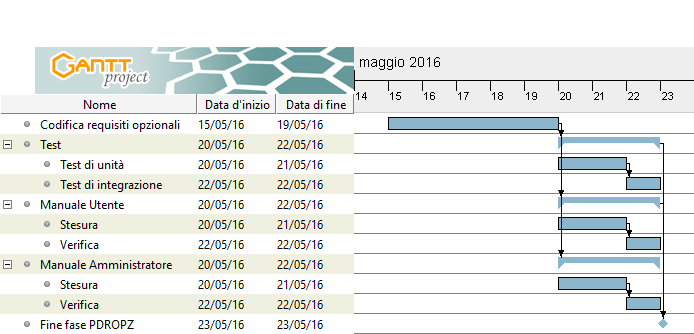 GANTT
project
maggio 2016
14 15 16 17 18 19 20 21 22 23
Nome Data d'inizio Data di fine
Codifica requisiti opzionali 15/05/16 19/05/16
Test 20/05/16 22/05/16
Test di unità 20/05/16 21/05/16
Test di integrazione 22/05/16 22/05/16
Manuale Utente 20/05/16 22/05/16
Stesura 20/05/16 21/05/16
Verifica 22/05/16 22/05/16
Manuale Amministratore 20/05/16 22/05/16
Stesura 20/05/16 21/05/16
Verifica 22/05/16 22/05/16
Fine fase PDROPZ 23/05/16 23/05/16